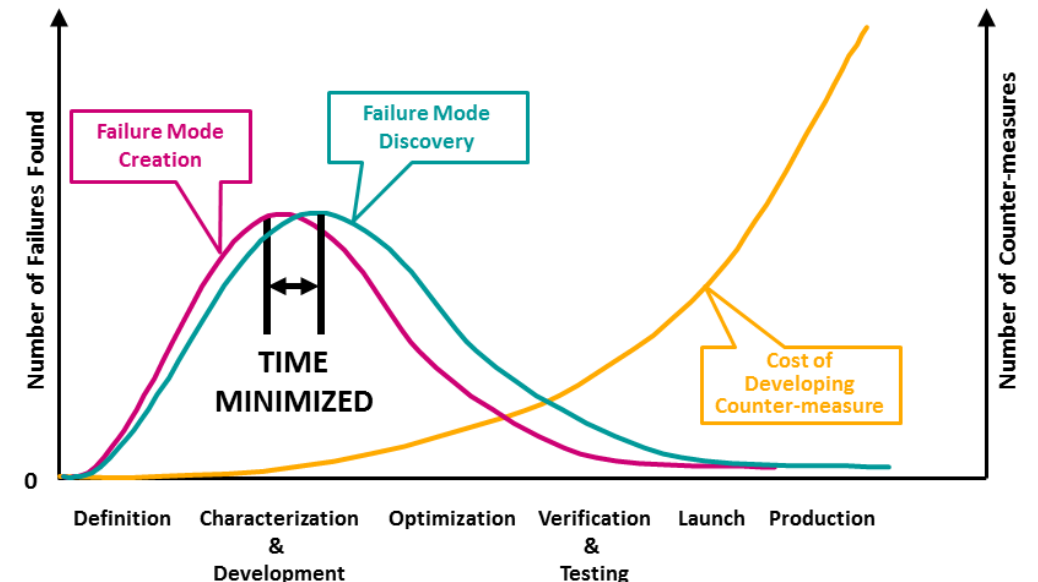 Number of Failures Found
Failure Mode
Creation
Failure Mode
Discovery
TIME
MINIMIZED
Cost of
Developing
Counter-measure
Number of Counter-measures
0
Definition
Characterization
&
Development
Optimization
Verification
&
Testing
Launch
Production